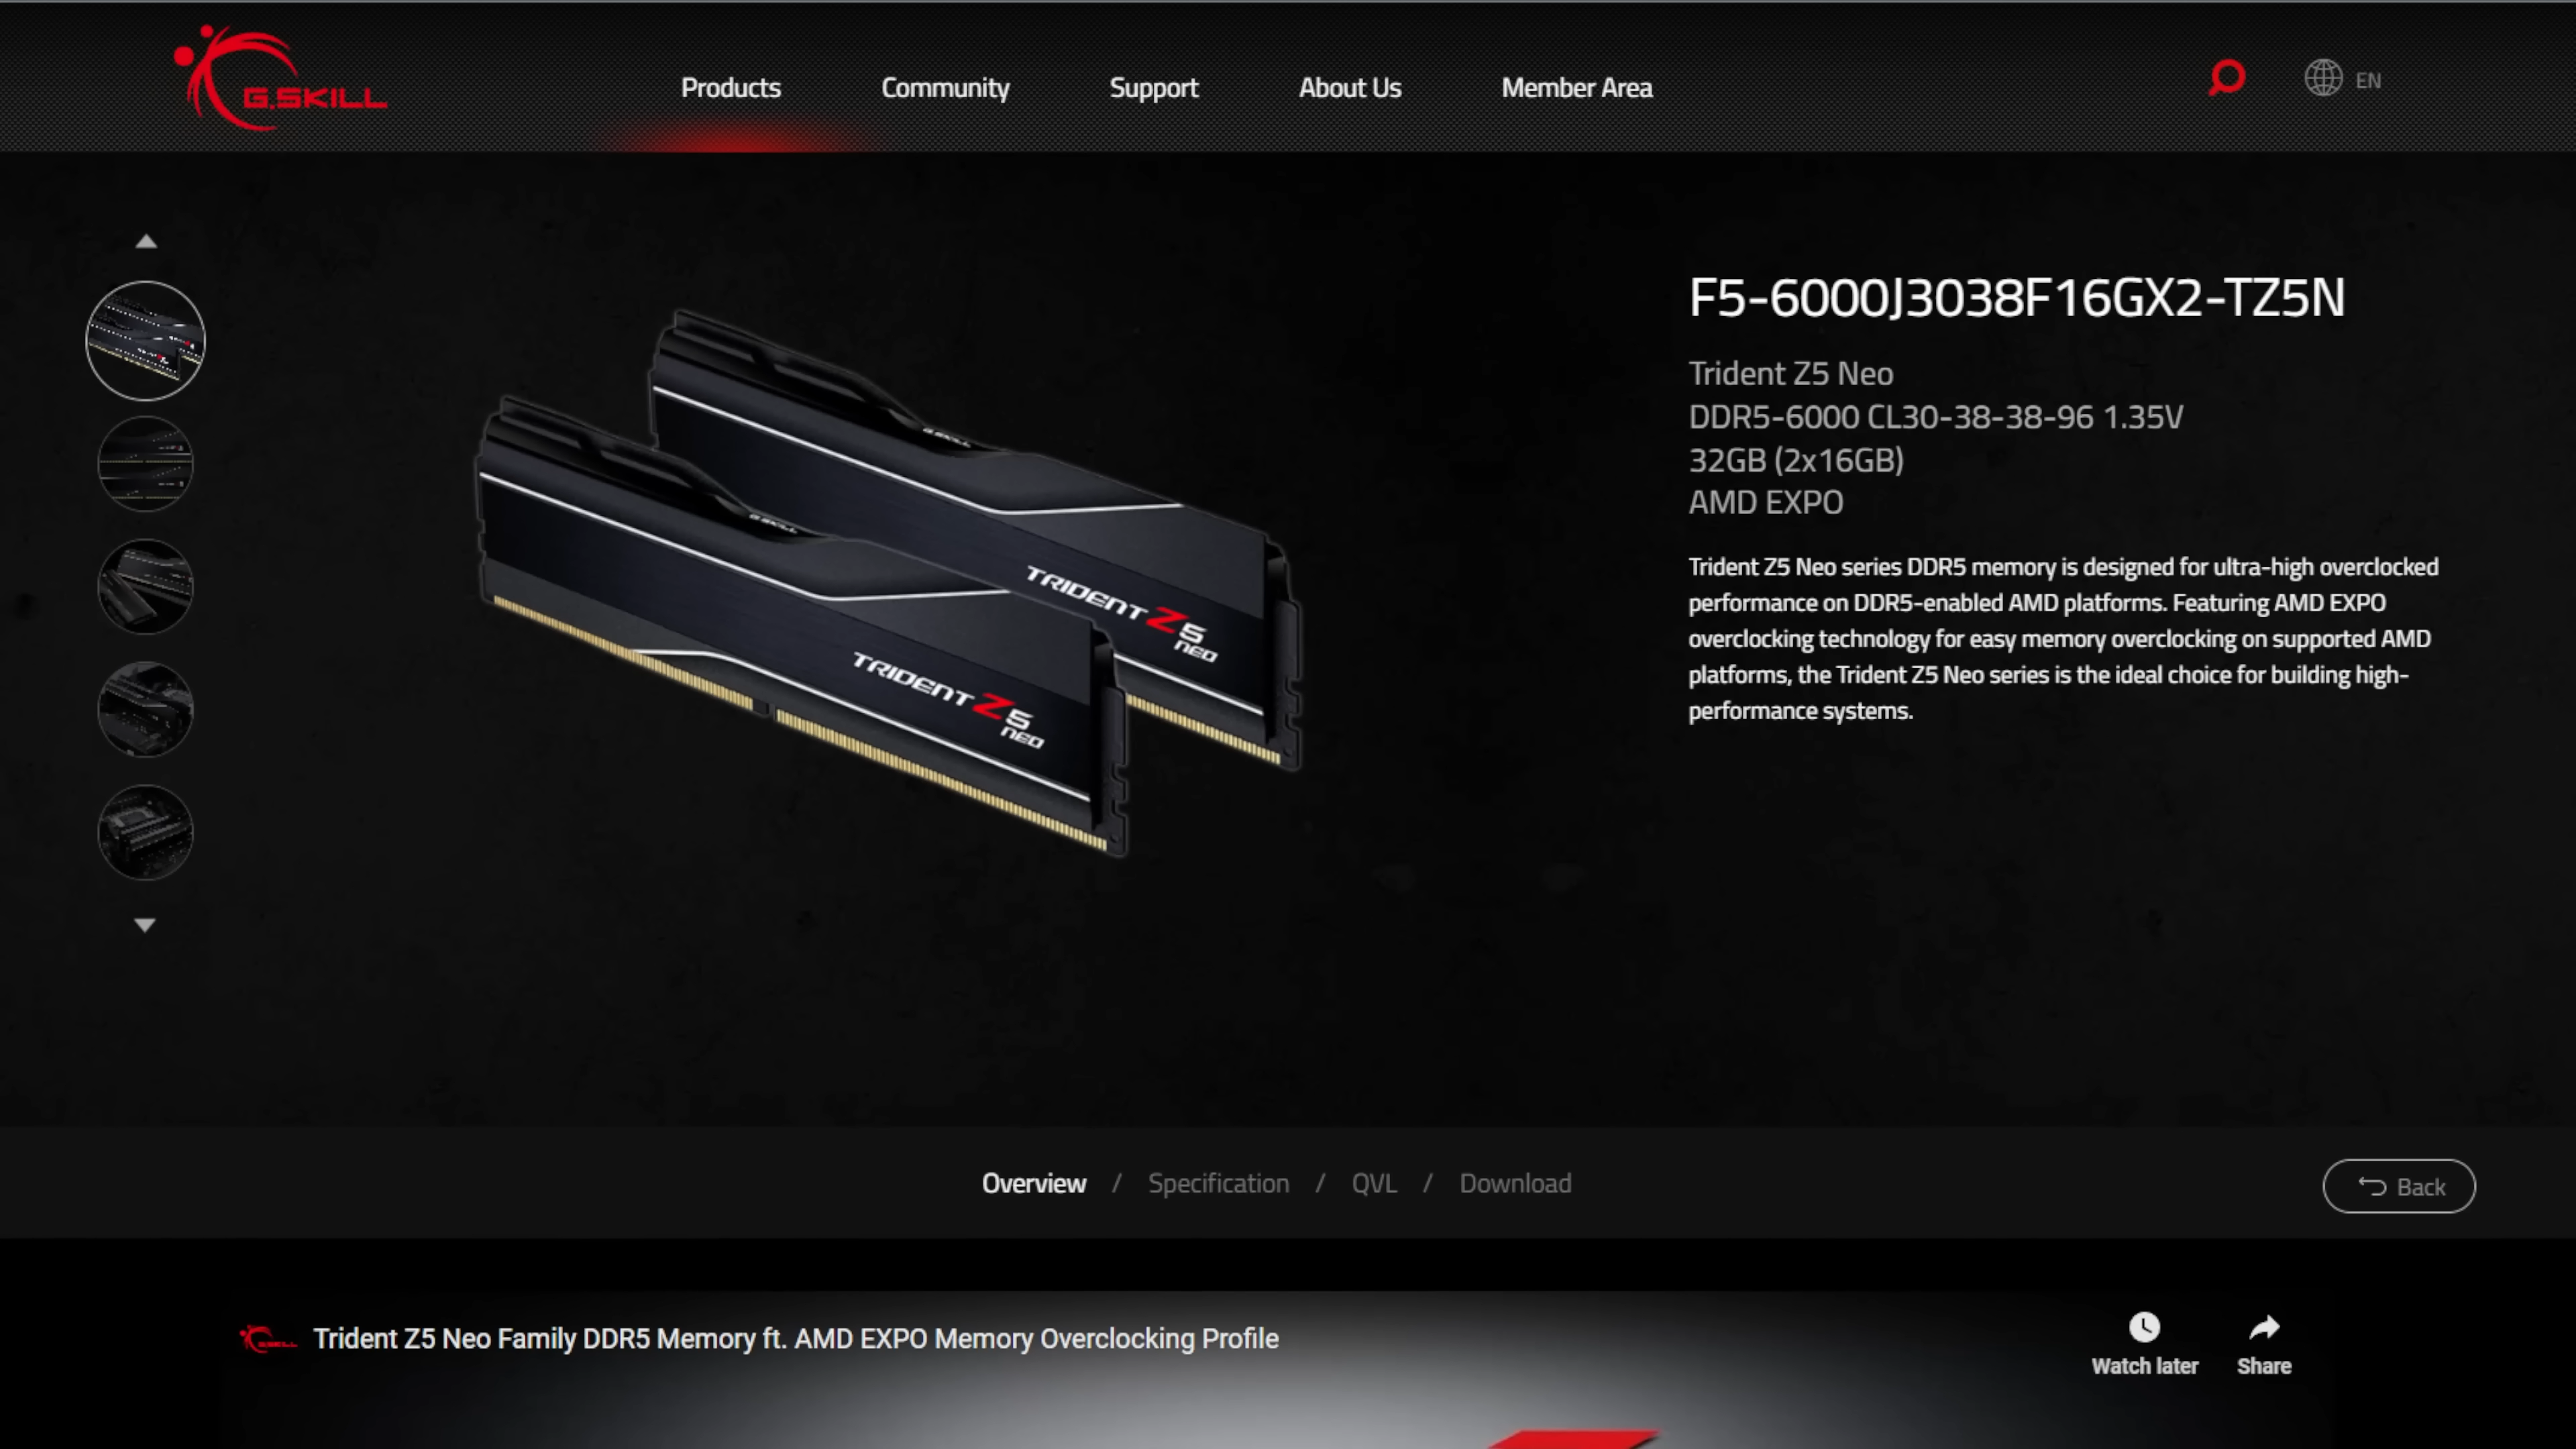 G.SKILL
Products
Community
Support
About Us
Member Area
EN
F5-6000J3038F16GX2-TZ5N
Trident Z5 Neo
DDR5-6000 CL30-38-38-96 1.35V
32GB (2x16GB)
AMD EXPO
Trident Z5 Neo series DDR5 memory is designed for ultra-high overclocked
performance on DDR5-enabled AMD platforms. Featuring AMD EXPO
overclocking technology for easy memory overclocking on supported AMD
platforms, the Trident Z5 Neo series is the ideal choice for building high-
performance systems.
G.SKILL
TRIDENT Z5
NEO
G.SKILL
TRIDENT Z5
NEO
Overview / Specification / QVL / Download
Back
G.SKILL
Trident Z5 Neo Family DDR5 Memory ft. AMD EXPO Memory Overclocking Profile
Watch later
Share